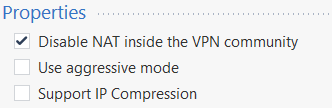 Properties
Disable NAT inside the VPN community
Use aggressive mode
Support IP Compression